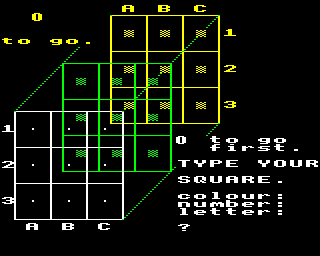 A B C
0
to go.
1
2
3
1
2
3
A B C
0 to go
first.
TYPE YOUR
SQUARE.
colour:
number:
letter:
?